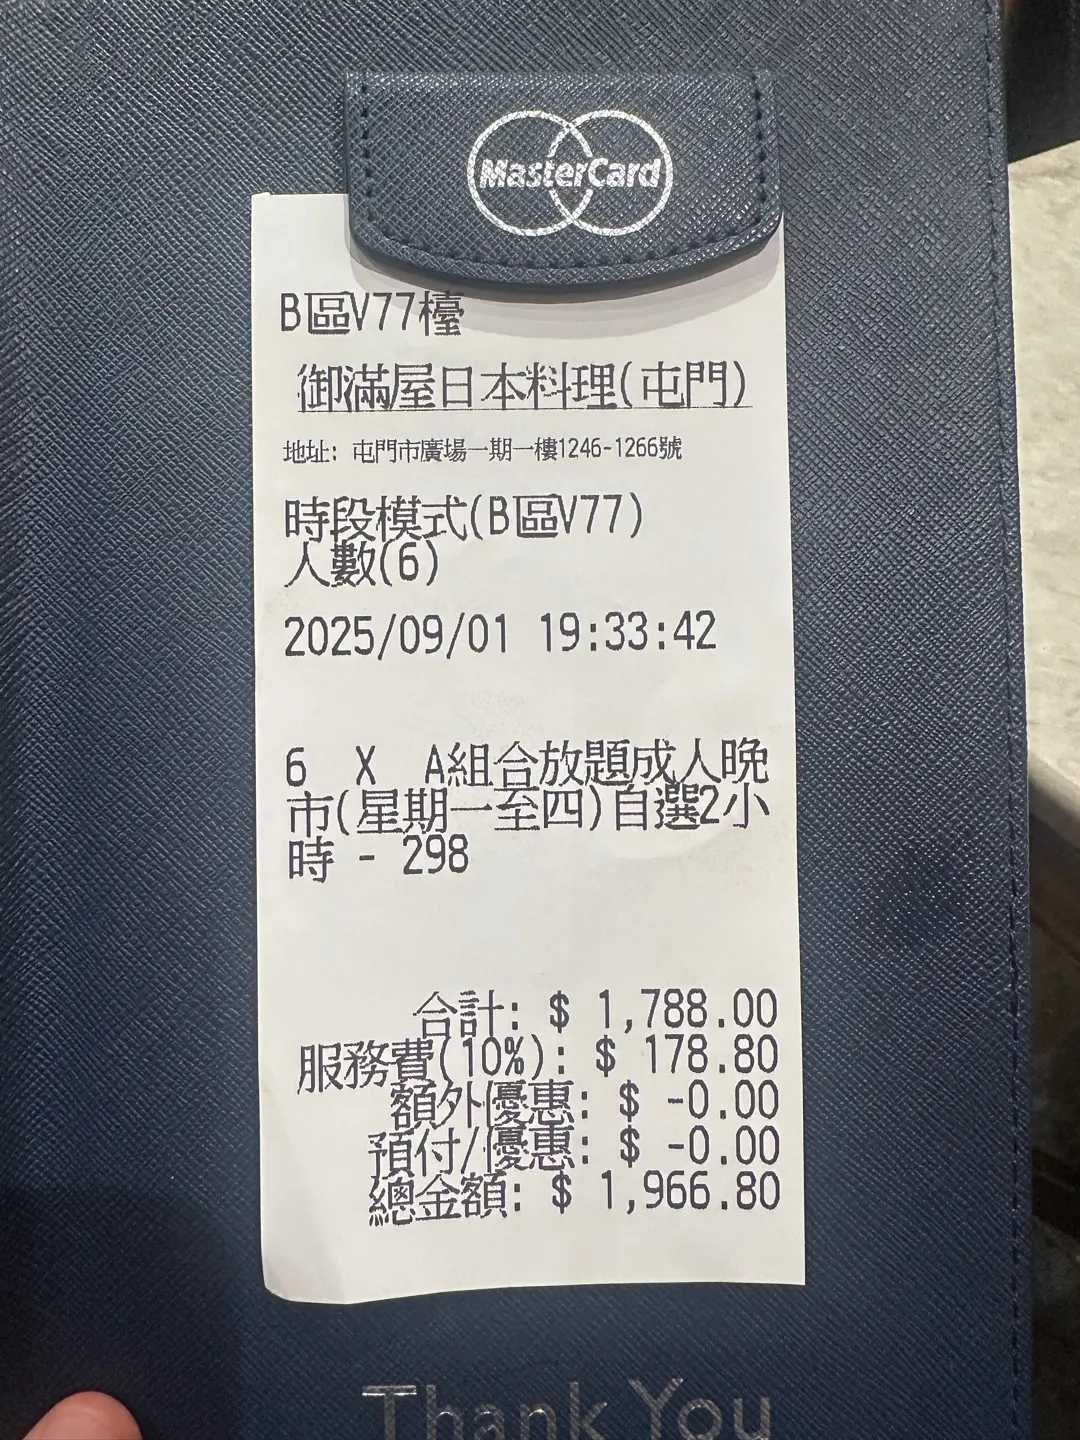 MasterCard
B區V77檯
御滿屋日本料理(屯門)
地址: 屯門市廣場一期一樓1246-1266號
時段模式(B區V77)
人數(6)
2025/09/01 19:33:42
6 X A組合放題成人晚
市(星期一至四)自選2小
時 - 298
合計: $ 1,788.00
服務費(10%): $ 178.80
額外優惠: $ -0.00
預付/優惠: $ -0.00
總金額: $ 1,966.80
Thank You